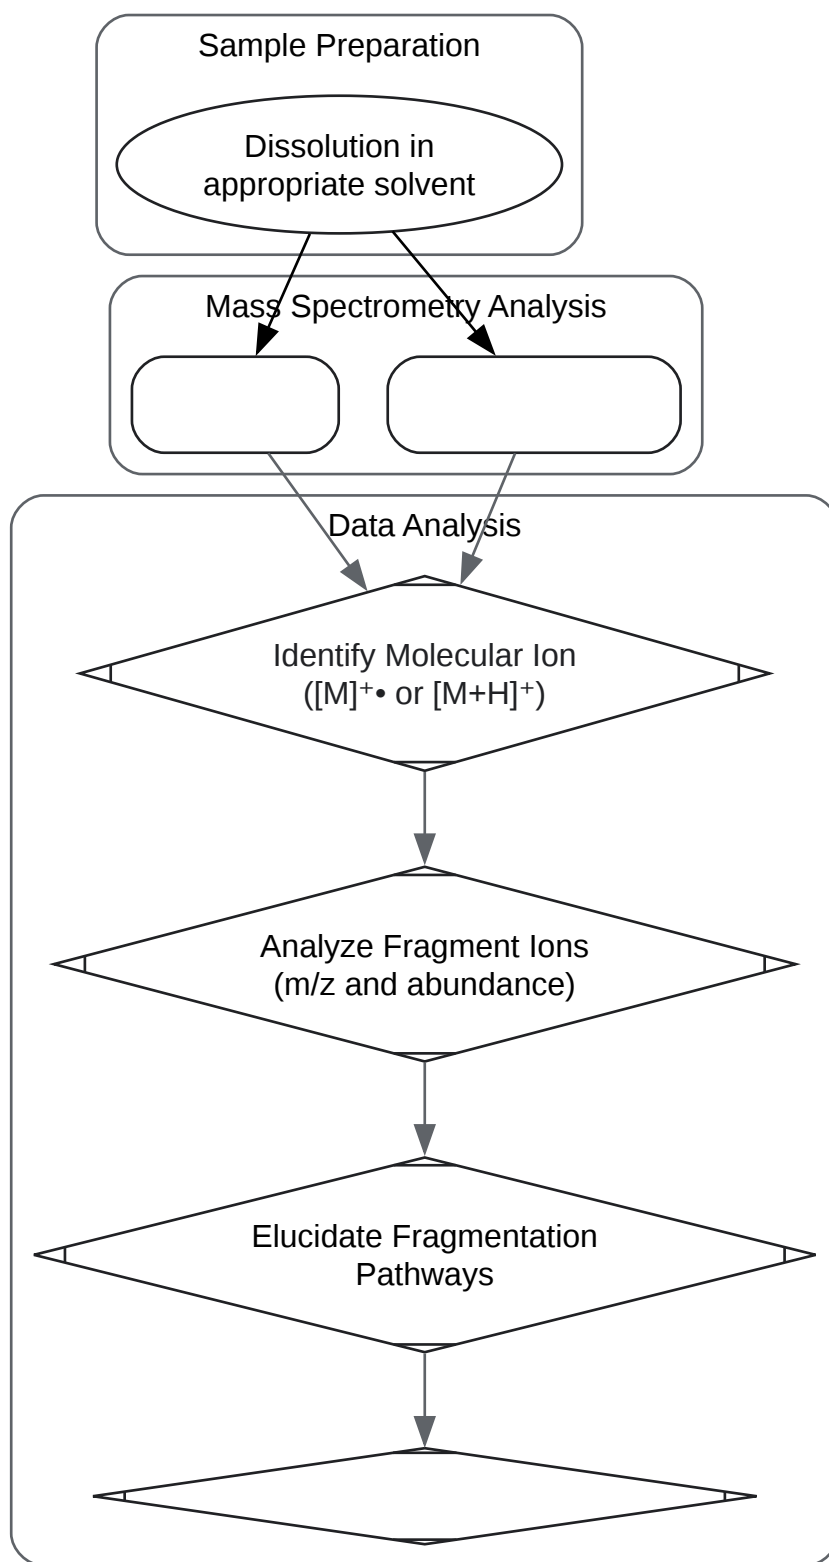 Sample Preparation
Dissolution in
appropriate solvent
Mass Spectrometry Analysis
Data Analysis
Identify Molecular Ion
([M]⁺• or [M+H]⁺)
Analyze Fragment Ions
(m/z and abundance)
Elucidate Fragmentation
Pathways